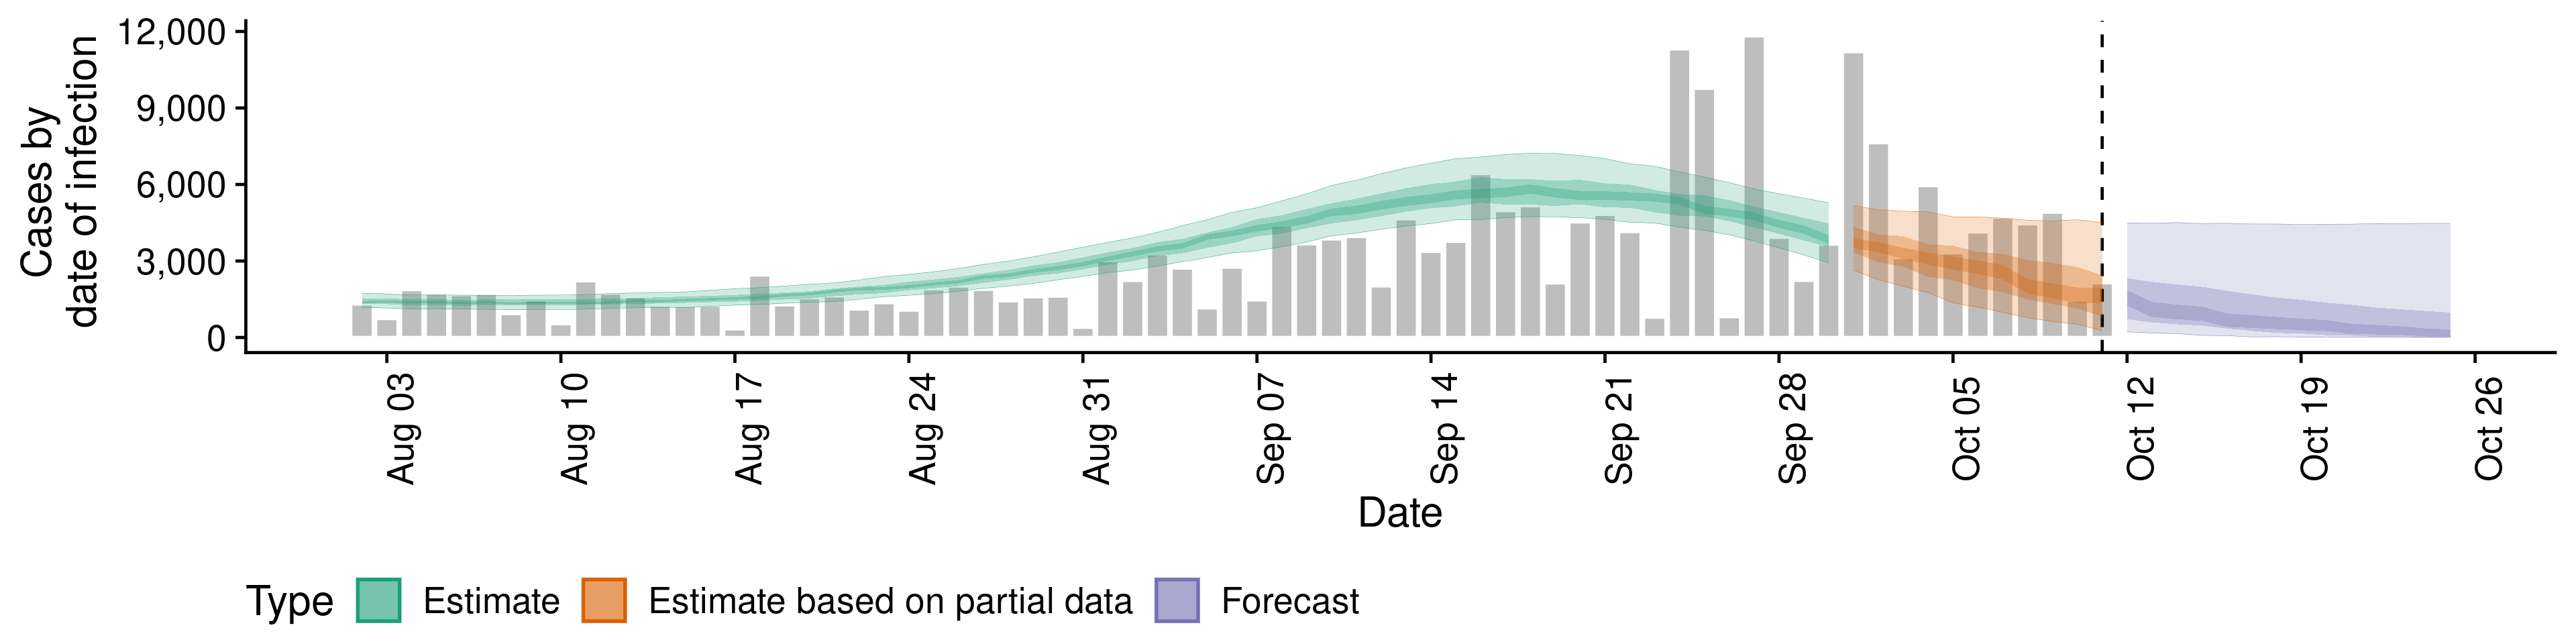 Cases by
date of infection
12,000
9,000
6,000
3,000
0
Aug 03
Aug 10
Aug 17
Aug 24
Aug 31
Sep 07
Sep 14
Sep 21
Sep 28
Oct 05
Oct 12
Oct 19
Oct 26
Date
Type Estimate Estimate based on partial data Forecast